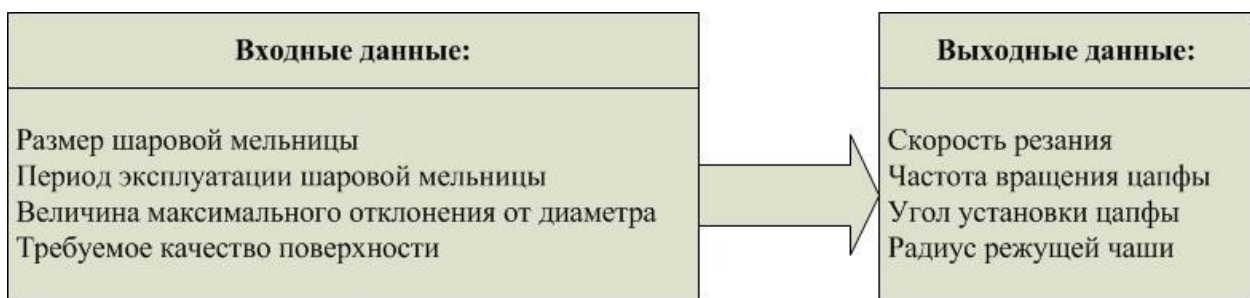 Входные данные:
Размер шаровой мельницы
Период эксплуатации шаровой мельницы
Величина максимального отклонения от диаметра
Требуемое качество поверхности
Выходные данные:
Скорость резания
Частота вращения цапфы
Угол установки цапфы
Радиус режущей чаши